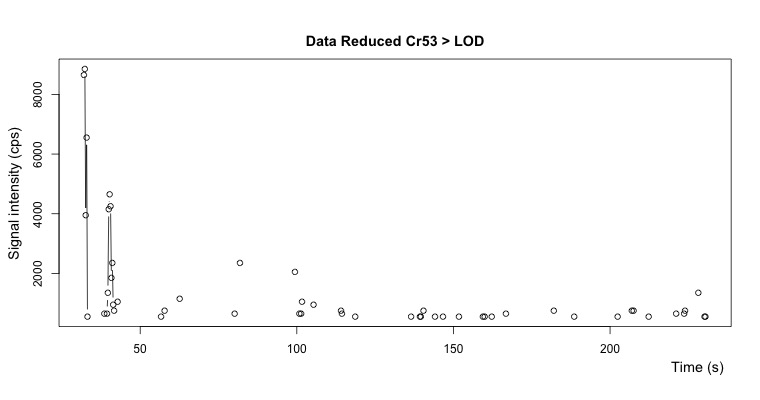 Data Reduced Cr53 > LOD
Signal intensity (cps)
8000
6000
4000
2000
50 100 150 200
Time (s)